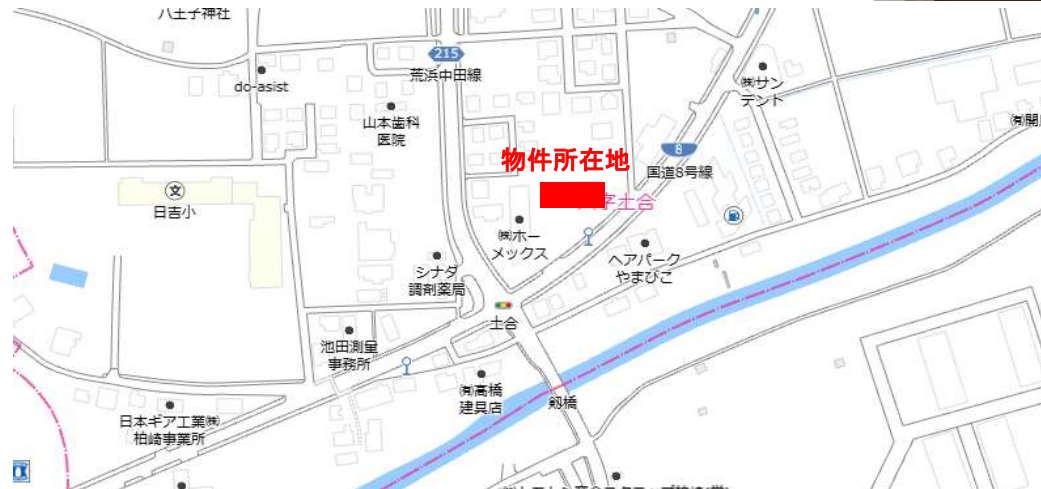 八王子神社
215
荒浜中田線
do-asist
㈱サン
デント
山本歯科
医院
㈲開
物件所在地
8
国道8号線
文
日吉小
字土合
㈱ホー
メックス
ヘアパーク
やまびこ
シナダ
調剤薬局
土合
池田測量
事務所
㈲高橋
建具店
剱橋
日本ギア工業㈱
柏崎事業所